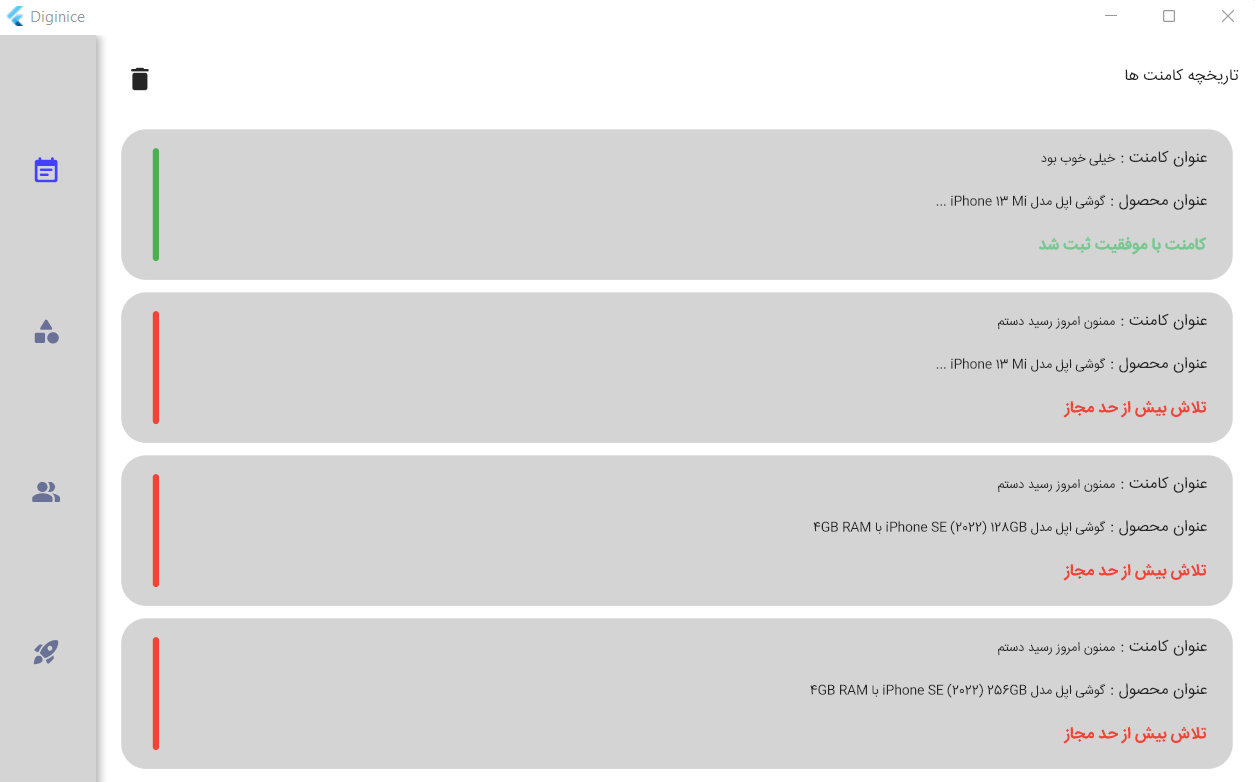 Diginice
تاریخچه کامنت ها
عنوان کامنت : خیلی خوب بود
عنوان محصول : گوشی اپل مدل iPhone ۱۳ Mi ...
کامنت با موفقیت ثبت شد
عنوان کامنت : ممنون امروز رسید دستم
عنوان محصول : گوشی اپل مدل iPhone ۱۳ Mi ...
تلاش بیش از حد مجاز
عنوان کامنت : ممنون امروز رسید دستم
عنوان محصول : گوشی اپل مدل iPhone SE (۲۰۲۲) ۱۲۸GB با ۴GB RAM
تلاش بیش از حد مجاز
عنوان کامنت : ممنون امروز رسید دستم
عنوان محصول : گوشی اپل مدل iPhone SE (۲۰۲۲) ۲۵۶GB با ۴GB RAM
تلاش بیش از حد مجاز